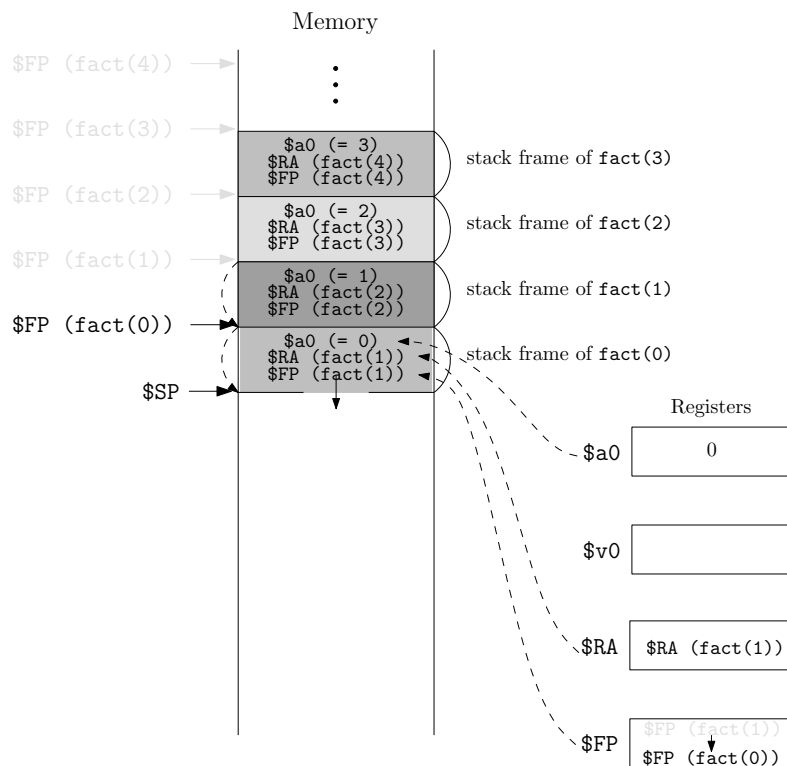 Memory
$FP (fact(4))
$FP (fact(3))
$a0 (= 3)
$RA (fact(4))
$FP (fact(4))
stack frame of fact(3)
$FP (fact(2))
$a0 (= 2)
$RA (fact(3))
$FP (fact(3))
stack frame of fact(2)
$FP (fact(1))
$a0 (= 1)
$RA (fact(2))
$FP (fact(2))
stack frame of fact(1)
$FP (fact(0))
$a0 (= 0)
$RA (fact(1))
$FP (fact(1))
stack frame of fact(0)
$SP
Registers
$a0
0
$v0
$RA
$RA (fact(1))
$FP
$FP (fact(1))
$FP (fact(0))